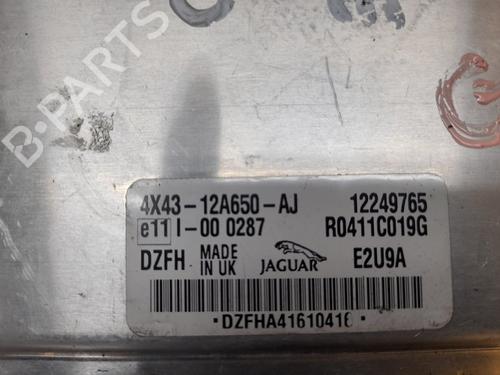 B-PARTS
4X43-12A650-AJ 12249765
e11 I-00 0287 R0411C019G
DZFH MADE IN UK JAGUAR E2U9A
DZFHA41610416